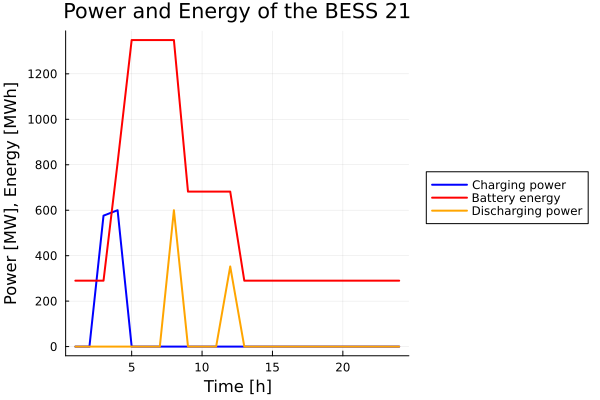 Power and Energy of the BESS 21
Power [MW], Energy [MWh]
1200
1000
800
600
400
200
0
5
10
15
20
Time [h]
Charging power
Battery energy
Discharging power